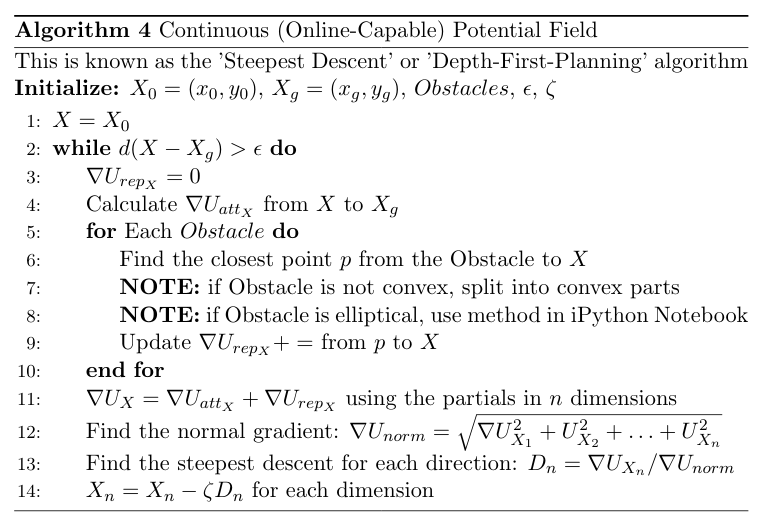 Algorithm 4 Continuous (Online-Capable) Potential Field
This is known as the 'Steepest Descent' or 'Depth-First-Planning' algorithm
Initialize: $X_0 = (x_0, y_0)$, $X_g = (x_g, y_g)$, $Obstacles$, $\epsilon$, $\zeta$
1: $X = X_0$
2: while $d(X - X_g) > \epsilon$ do
3: $\nabla U_{rep_X} = 0$
4: Calculate $\nabla U_{att_X}$ from $X$ to $X_g$
5: for Each $Obstacle$ do
6: Find the closest point $p$ from the Obstacle to $X$
7: NOTE: if Obstacle is not convex, split into convex parts
8: NOTE: if Obstacle is elliptical, use method in iPython Notebook
9: Update $\nabla U_{rep_X} + =$ from $p$ to $X$
10: end for
11: $\nabla U_X = \nabla U_{att_X} + \nabla U_{rep_X}$ using the partials in $n$ dimensions
12: Find the normal gradient: $\nabla U_{norm} = \sqrt{\nabla U_{X_1}^2 + U_{X_2}^2 + \ldots + U_{X_n}^2}$
13: Find the steepest descent for each direction: $D_n = \nabla U_{X_n} / \nabla U_{norm}$
14: $X_n = X_n - \zeta D_n$ for each dimension